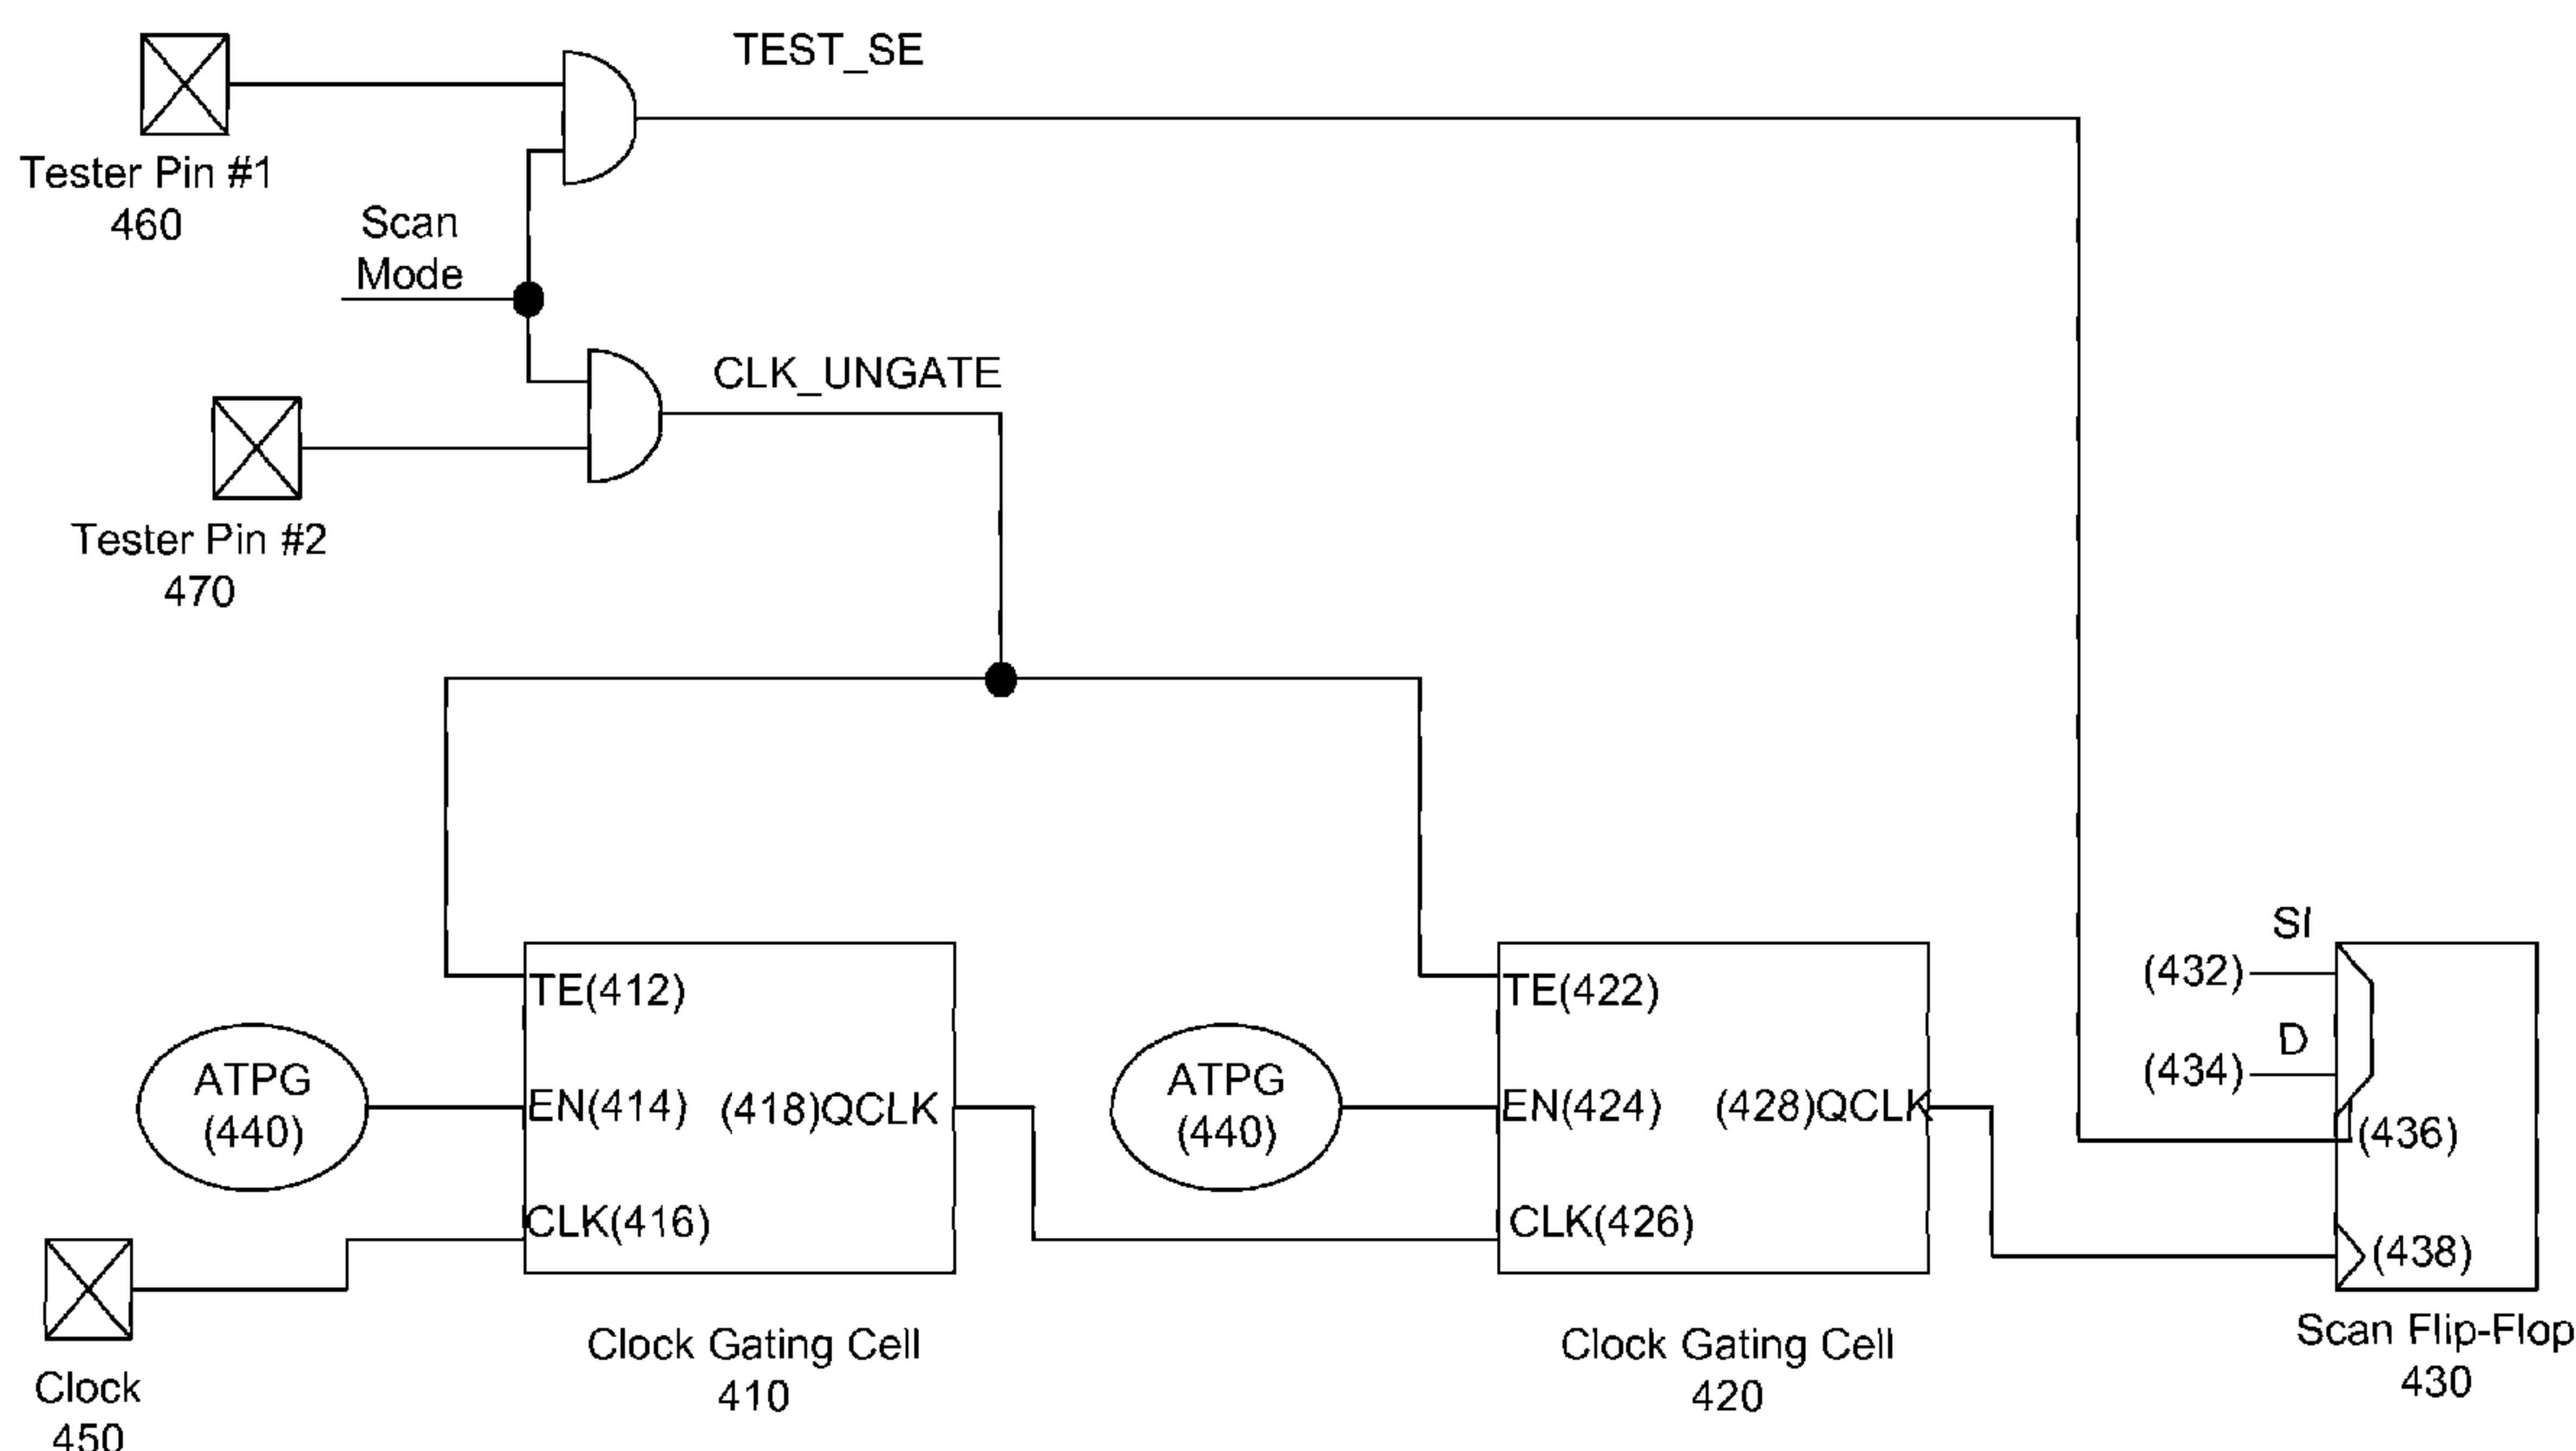 TEST_SE
Tester Pin #1
460
Scan
Mode
CLK_UNGATE
Tester Pin #2
470
SI
(432)
TE(412)
TE(422)
D
(434)
ATPG
(440)
EN(414)
(418)QCLK
ATPG
(440)
EN(424)
(428)QCLK
(436)
CLK(416)
CLK(426)
(438)
Clock Gating Cell
410
Clock Gating Cell
420
Scan Flip-Flop
430
Clock
450